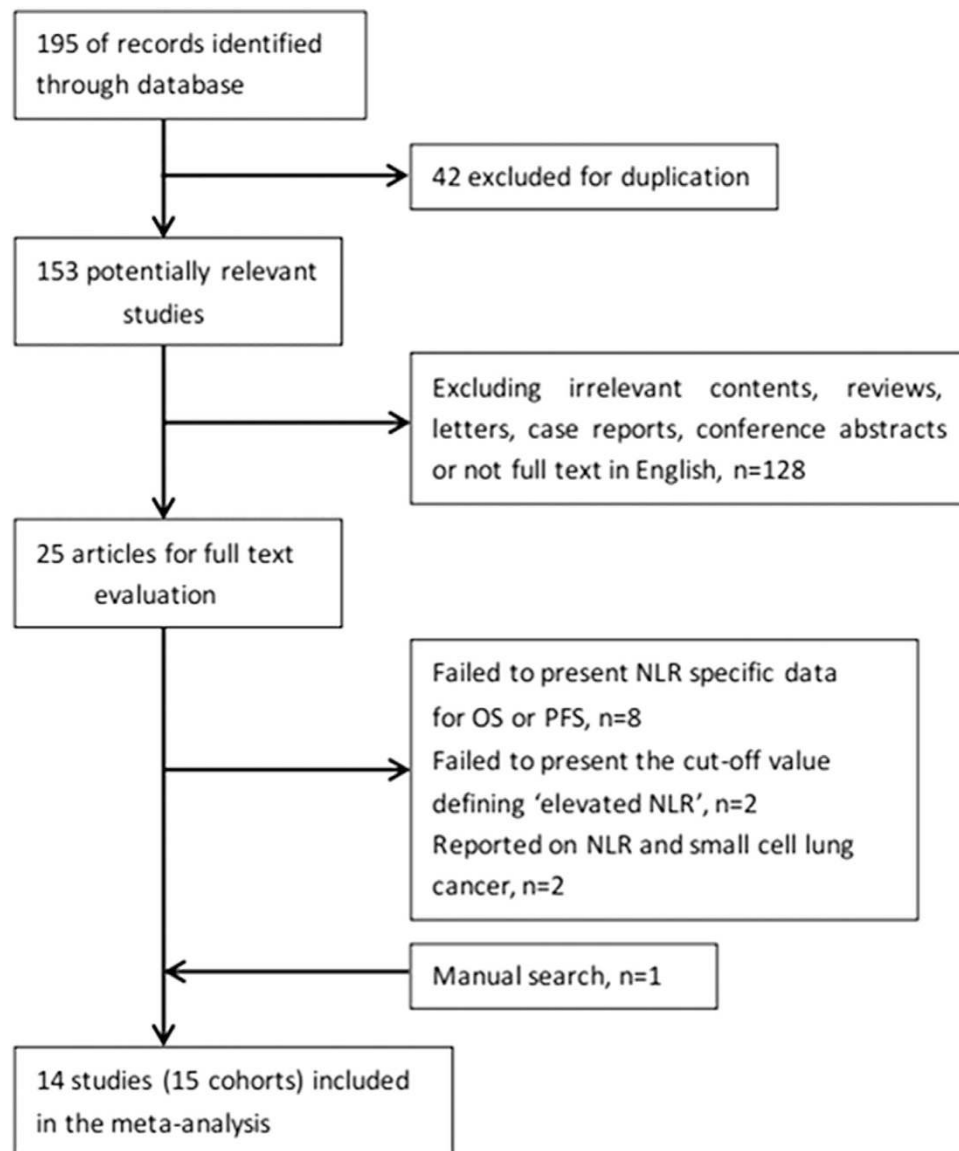 195 of records identified
through database
42 excluded for duplication
153 potentially relevant
studies
Excluding irrelevant contents, reviews,
letters, case reports, conference abstracts
or not full text in English, n=128
25 articles for full text
evaluation
Failed to present NLR specific data
for OS or PFS, n=8
Failed to present the cut-off value
defining ‘elevated NLR’, n=2
Reported on NLR and small cell lung
cancer, n=2
Manual search, n=1
14 studies (15 cohorts) included
in the meta-analysis